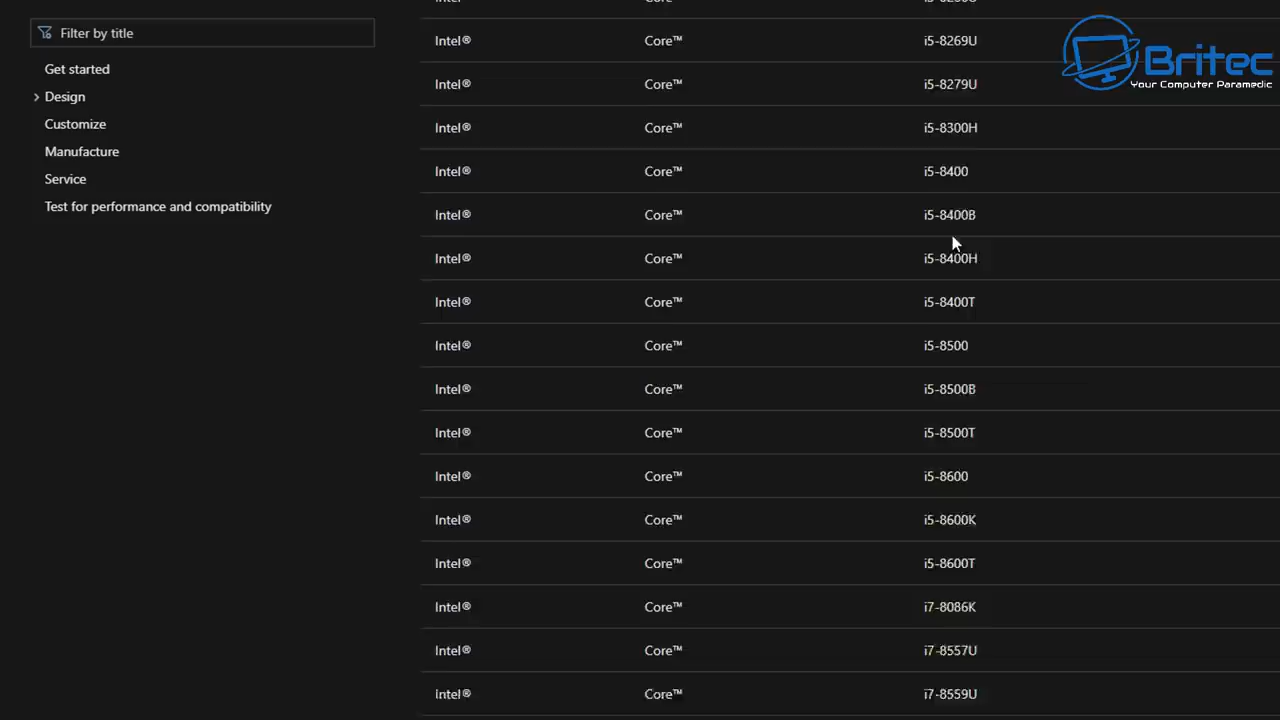 Filter by title
Get started
Design
Customize
Manufacture
Service
Test for performance and compatibility
Intel® Core™ i5-8269U
Intel® Core™ i5-8279U
Intel® Core™ i5-8300H
Intel® Core™ i5-8400
Intel® Core™ i5-8400B
Intel® Core™ i5-8400H
Intel® Core™ i5-8400T
Intel® Core™ i5-8500
Intel® Core™ i5-8500B
Intel® Core™ i5-8500T
Intel® Core™ i5-8600
Intel® Core™ i5-8600K
Intel® Core™ i5-8600T
Intel® Core™ i7-8086K
Intel® Core™ i7-8557U
Intel® Core™ i7-8559U
Britec
Your Computer Paramedic